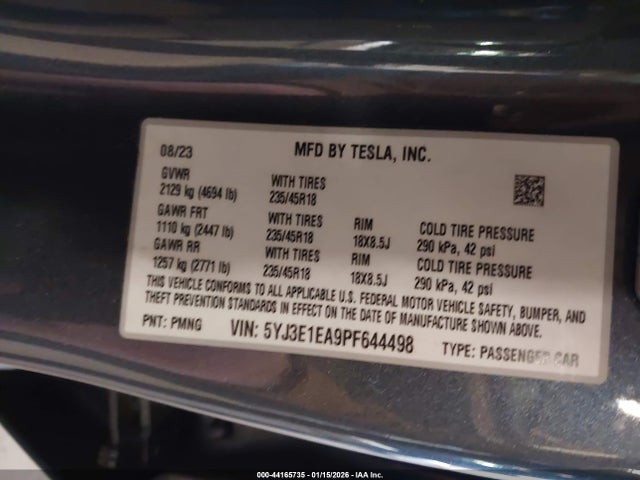 08/23 MFD BY TESLA, INC.
GVWR
2129 kg (4694 lb) WITH TIRES 235/45R18
GAWR FRT
1110 kg (2447 lb) WITH TIRES 235/45R18 RIM 18X8.5J COLD TIRE PRESSURE 290 kPa, 42 psi
GAWR RR
1257 kg (2771 lb) WITH TIRES 235/45R18 RIM 18X8.5J COLD TIRE PRESSURE 290 kPa, 42 psi
THIS VEHICLE CONFORMS TO ALL APPLICABLE U.S. FEDERAL MOTOR VEHICLE SAFETY, BUMPER, AND
THEFT PREVENTION STANDARDS IN EFFECT ON THE DATE OF MANUFACTURE SHOWN ABOVE.
PNT: PMNG VIN: 5YJ3E1EA9PF644498 TYPE: PASSENGER CAR
000-44165735 - 01/15/2026 - IAA Inc.